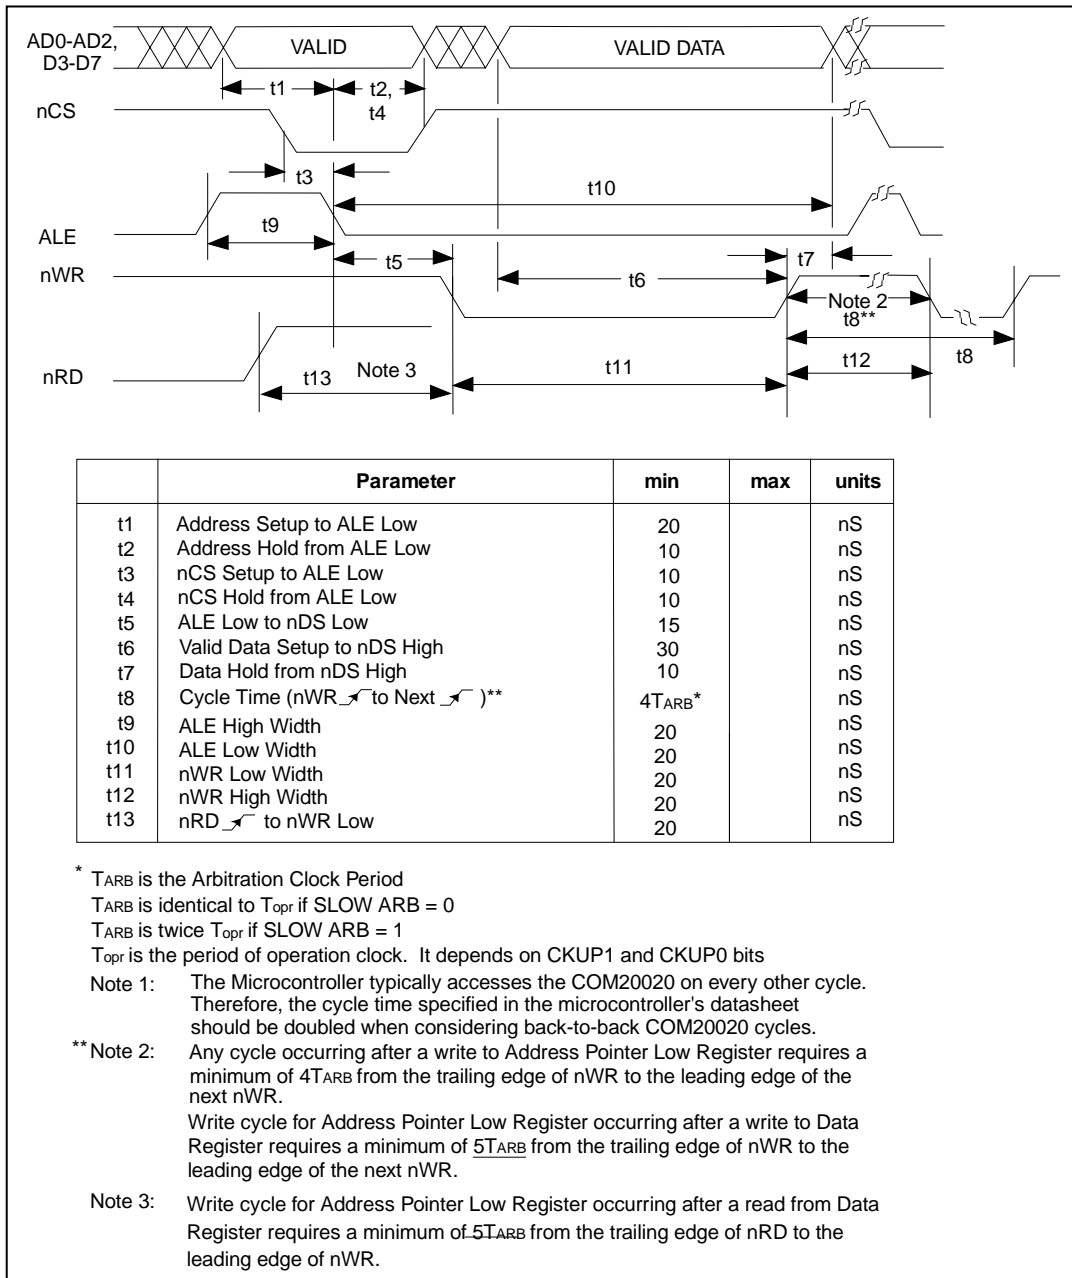 AD0-AD2,
D3-D7
VALID
VALID DATA
t1
t2,
t4
nCS
t3
t10
ALE
t9
t5
t7
nWR
t6
Note 2
t8**
t8
nRD
t13
Note 3
t11
t12
Parameter min max units
t1 Address Setup to ALE Low 20 nS
t2 Address Hold from ALE Low 10 nS
t3 nCS Setup to ALE Low 10 nS
t4 nCS Hold from ALE Low 10 nS
t5 ALE Low to nDS Low 15 nS
t6 Valid Data Setup to nDS High 30 nS
t7 Data Hold from nDS High 10 nS
t8 Cycle Time (nWR to Next )** 4TARB* nS
t9 ALE High Width 20 nS
t10 ALE Low Width 20 nS
t11 nWR Low Width 20 nS
t12 nWR High Width 20 nS
t13 nRD to nWR Low 20 nS
* TARB is the Arbitration Clock Period
TARB is identical to Topr if SLOW ARB = 0
TARB is twice Topr if SLOW ARB = 1
Topr is the period of operation clock. It depends on CKUP1 and CKUP0 bits
Note 1: The Microcontroller typically accesses the COM20020 on every other cycle.
Therefore, the cycle time specified in the microcontroller's datasheet
should be doubled when considering back-to-back COM20020 cycles.
**Note 2: Any cycle occurring after a write to Address Pointer Low Register requires a
minimum of 4TARB from the trailing edge of nWR to the leading edge of the
next nWR.
Write cycle for Address Pointer Low Register occurring after a write to Data
Register requires a minimum of 5TARB from the trailing edge of nWR to the
leading edge of the next nWR.
Note 3: Write cycle for Address Pointer Low Register occurring after a read from Data
Register requires a minimum of 5TARB from the trailing edge of nRD to the
leading edge of nWR.